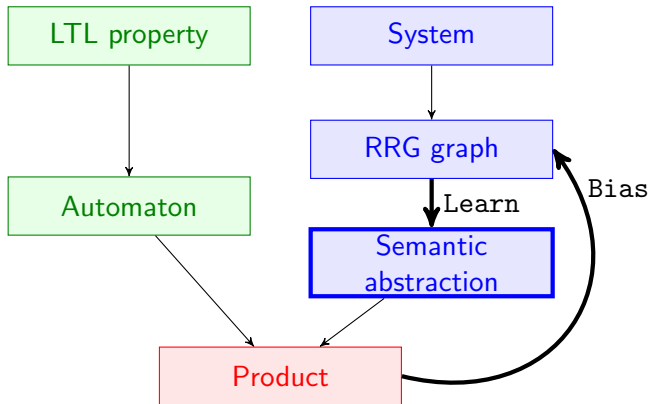 LTL property
System
RRG graph
Bias
Automaton
Learn
Semantic
abstraction
Product